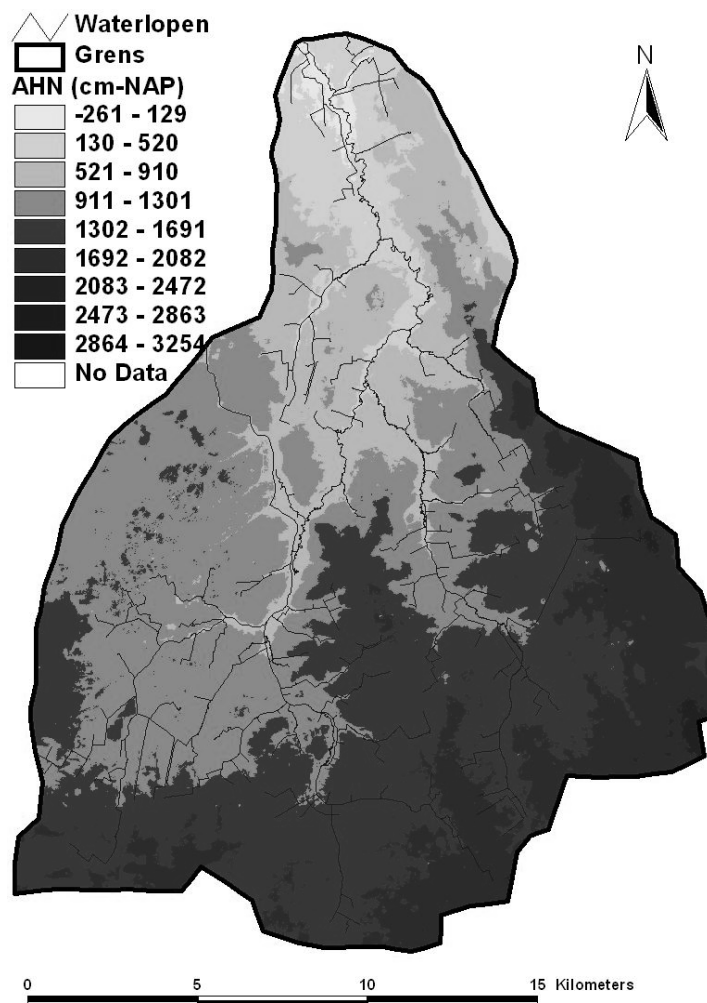 Waterlopen
Grens
AHN (cm-NAP)
-261 - 129
130 - 520
521 - 910
911 - 1301
1302 - 1691
1692 - 2082
2083 - 2472
2473 - 2863
2864 - 3254
No Data
N
0 5 10 15 Kilometers